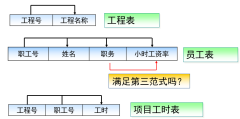 工程号 工程名称 工程表
职工号 姓名 职务 小时工资率 员工表
满足第三范式吗?
工程号 职工号 工时 项目工时表